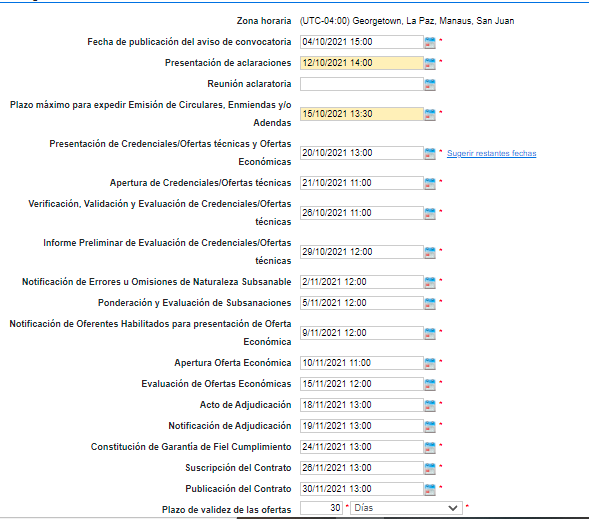 Zona horaria (UTC-04:00) Georgetown, La Paz, Manaus, San Juan
Fecha de publicación del aviso de convocatoria 04/10/2021 15:00 *
Presentación de aclaraciones 12/10/2021 14:00 *
Reunión aclaratoria
Plazo máximo para expedir Emisión de Circulares, Enmiendas y/o
Adendas 15/10/2021 13:30 *
Presentación de Credenciales/Ofertas técnicas y Ofertas
Económicas 20/10/2021 13:00 * Sugerir restantes fechas
Apertura de Credenciales/Ofertas técnicas 21/10/2021 11:00 *
Verificación, Validación y Evaluación de Credenciales/Ofertas
técnicas 26/10/2021 11:00 *
Informe Preliminar de Evaluación de Credenciales/Ofertas
técnicas 29/10/2021 12:00 *
Notificación de Errores u Omisiones de Naturaleza Subsanable 2/11/2021 12:00 *
Ponderación y Evaluación de Subsanaciones 5/11/2021 12:00 *
Notificación de Oferentes Habilitados para presentación de Oferta
Económica 9/11/2021 12:00 *
Apertura Oferta Económica 10/11/2021 11:00 *
Evaluación de Ofertas Económicas 15/11/2021 12:00 *
Acto de Adjudicación 18/11/2021 13:00 *
Notificación de Adjudicación 19/11/2021 13:00 *
Constitución de Garantía de Fiel Cumplimiento 24/11/2021 13:00 *
Suscripción del Contrato 26/11/2021 13:00 *
Publicación del Contrato 30/11/2021 13:00 *
Plazo de validez de las ofertas 30 * Días *